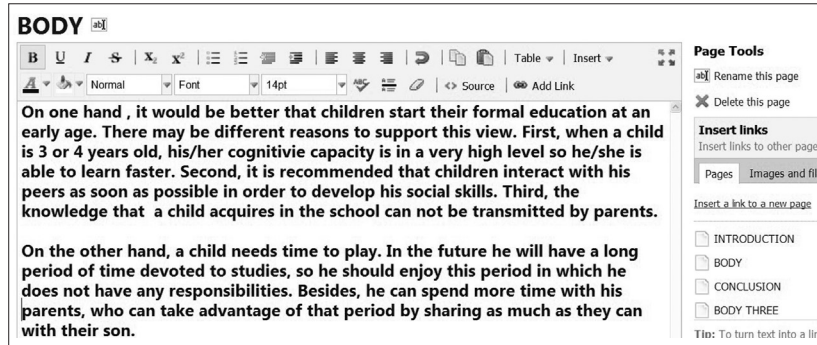 BODY abI
B U I S X₂ X² Table Insert
A Normal Font 14pt ABC <> Source Add Link
On one hand , it would be better that children start their formal education at an
early age. There may be different reasons to support this view. First, when a child
is 3 or 4 years old, his/her cognitivie capacity is in a very high level so he/she is
able to learn faster. Second, it is recommended that children interact with his
peers as soon as possible in order to develop his social skills. Third, the
knowledge that  a child acquires in the school can not be transmitted by parents.
On the other hand, a child needs time to play. In the future he will have a long
period of time devoted to studies, so he should enjoy this period in which he
does not have any responsibilities. Besides, he can spend more time with his
parents, who can take advantage of that period by sharing as much as they can
with their son.
Page Tools
abI Rename this page
Delete this page
Insert links
Insert links to other page
Pages Images and fil
Insert a link to a new page
INTRODUCTION
BODY
CONCLUSION
BODY THREE
Tip: To turn text into a lin